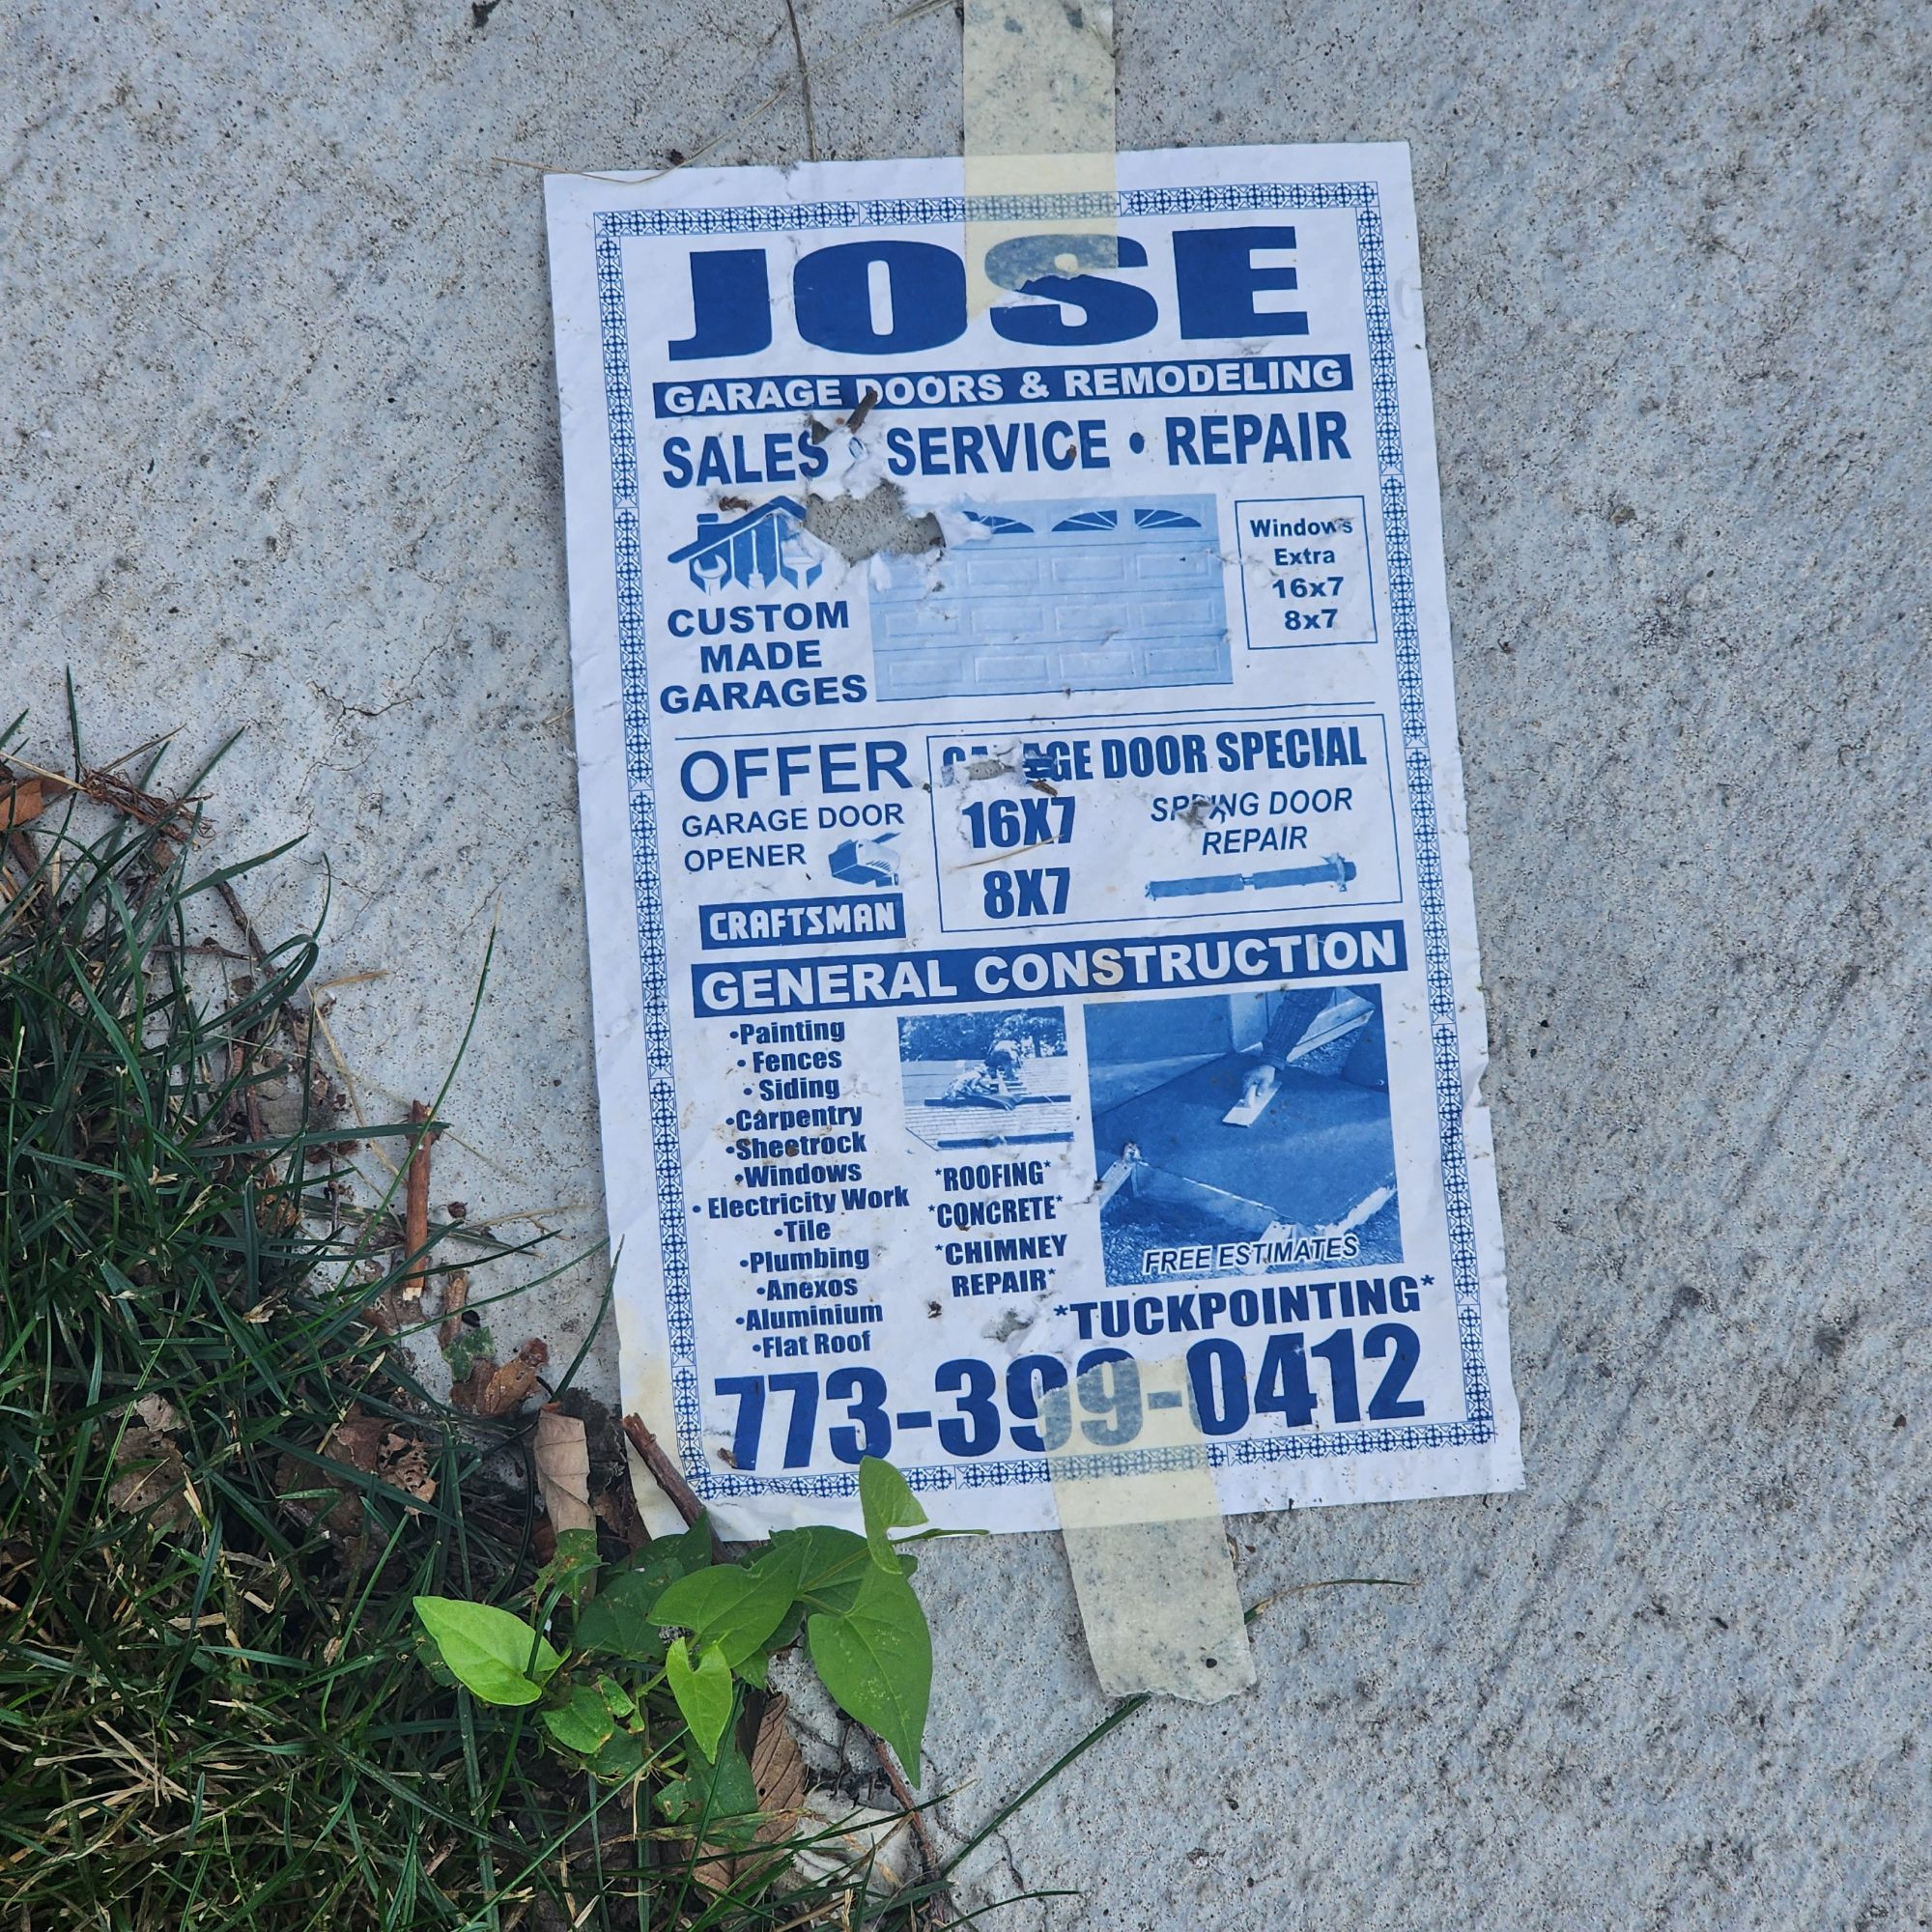 JOSE
GARAGE DOORS & REMODELING
SALES • SERVICE • REPAIR
Windows
Extra
16x7
8x7
CUSTOM
MADE
GARAGES
OFFER
GARAGE DOOR
OPENER
CRAFTSMAN
GARAGE DOOR SPECIAL
16X7
8X7
SPRING DOOR
REPAIR
GENERAL CONSTRUCTION
•Painting
• Fences
• Siding
•Carpentry
•Sheetrock
•Windows
• Electricity Work
•Tile
•Plumbing
•Anexos
•Aluminium
•Flat Roof
*ROOFING*
*CONCRETE*
*CHIMNEY
REPAIR*
FREE ESTIMATES
*TUCKPOINTING*
773-399-0412